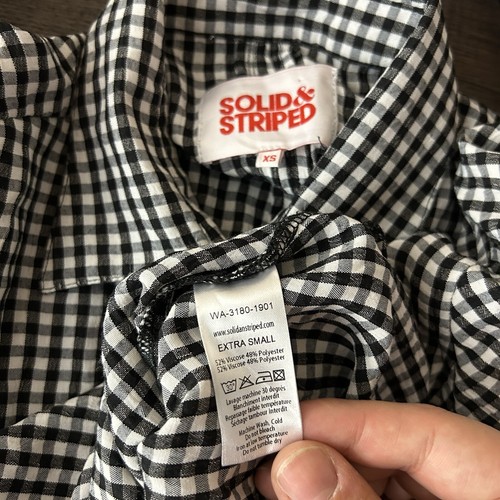 SOLID&
STRIPED
XS
WA-3180-1901
www.solidandstriped.com
EXTRA SMALL
52% Viscose 48% Polyester
52% Viscose 48% Polyester
Lavage machine 30 degrés
Blanchiment Interdit
Repassage faible température
Séchage tambour Interdit
Machine Wash, Cold
Do not bleach
on at low temperature
Do not tumble dry